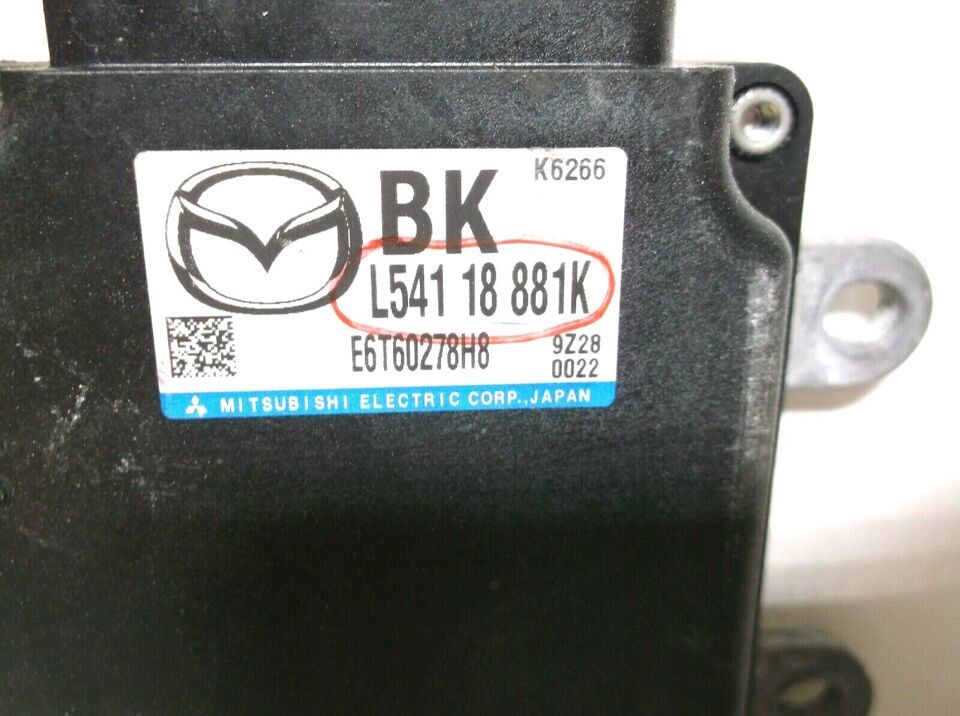 BK K6266
L541 18 881K
E6T60278H8 9Z28
0022
MITSUBISHI ELECTRIC CORP.,JAPAN